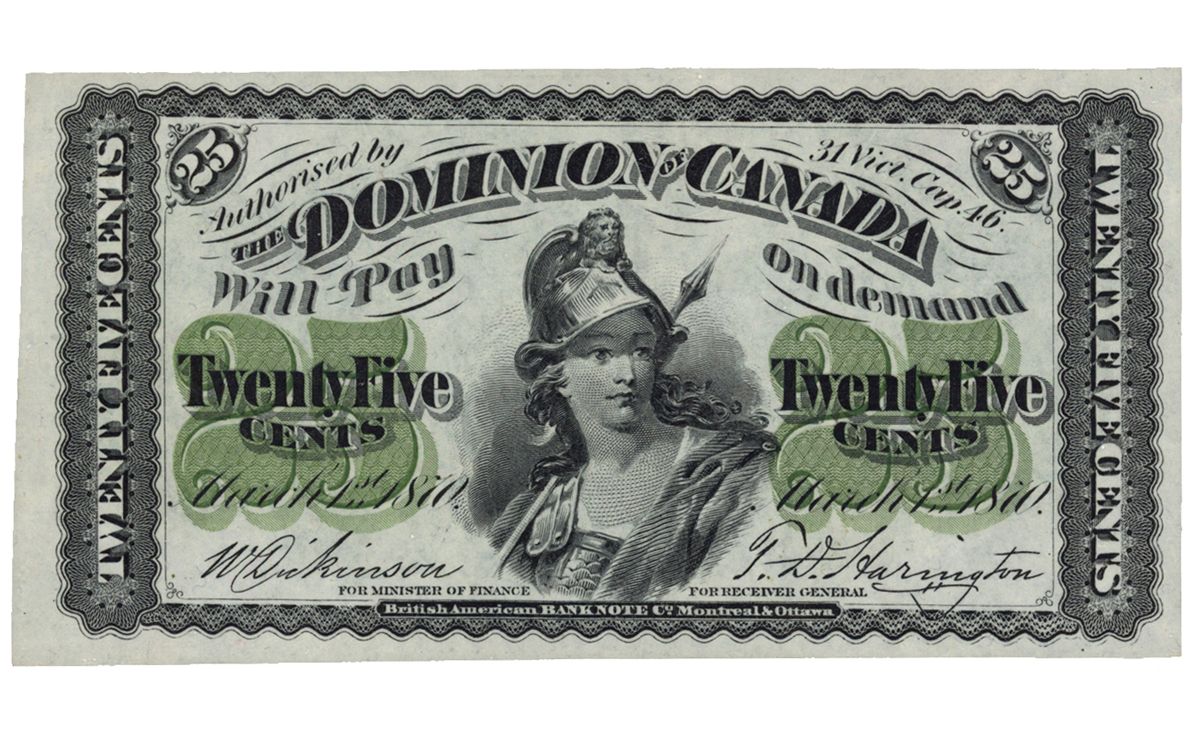 25
25
Authorised by
31 Vict. Cap. 46.
THE DOMINION OF CANADA
Will Pay
on demand
25
25
Twenty Five
CENTS
Twenty Five
CENTS
March 1st 1870.
March 1st 1870.
W Dickinson
T. D. Harington
FOR MINISTER OF FINANCE
FOR RECEIVER GENERAL
British American BANK NOTE Co. Montreal & Ottawa
TWENTY FIVE CENTS
TWENTY FIVE CENTS